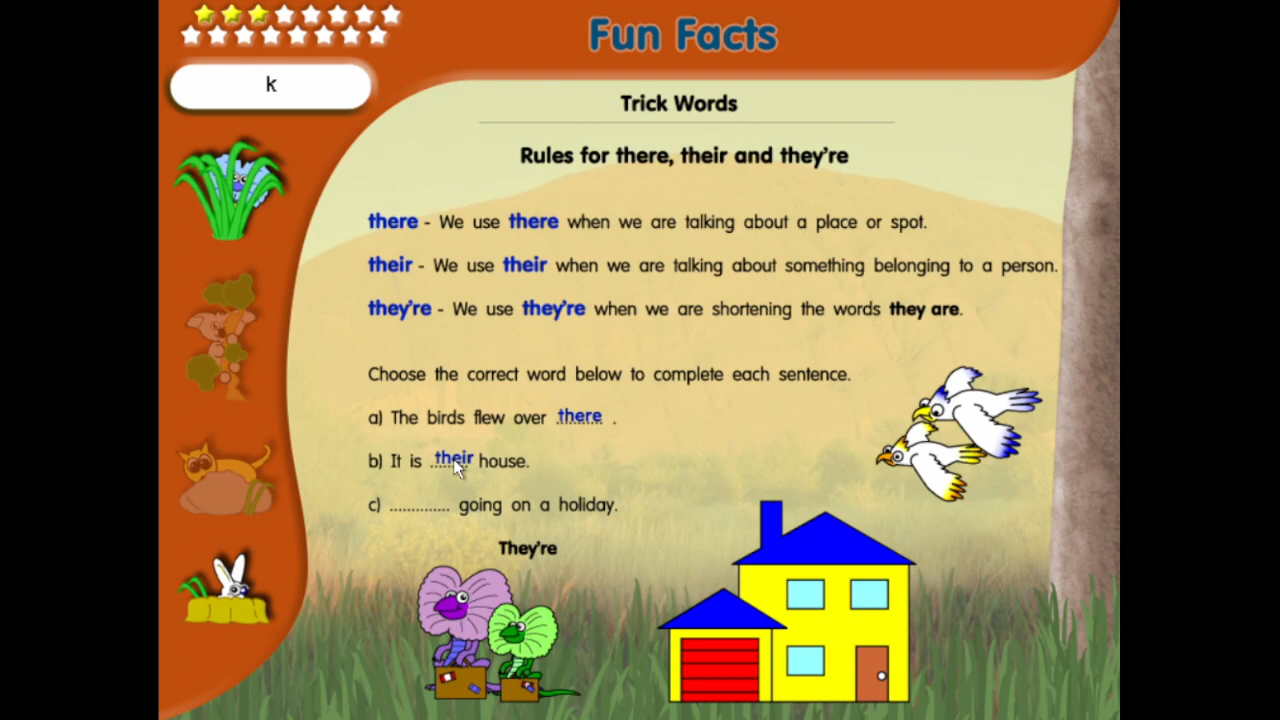 Fun Facts
k
Trick Words
Rules for there, their and they're
there - We use there when we are talking about a place or spot.
their - We use their when we are talking about something belonging to a person.
they're - We use they're when we are shortening the words they are.
Choose the correct word below to complete each sentence.
a) The birds flew over there .
b) It is their house.
c) .............. going on a holiday.
They're